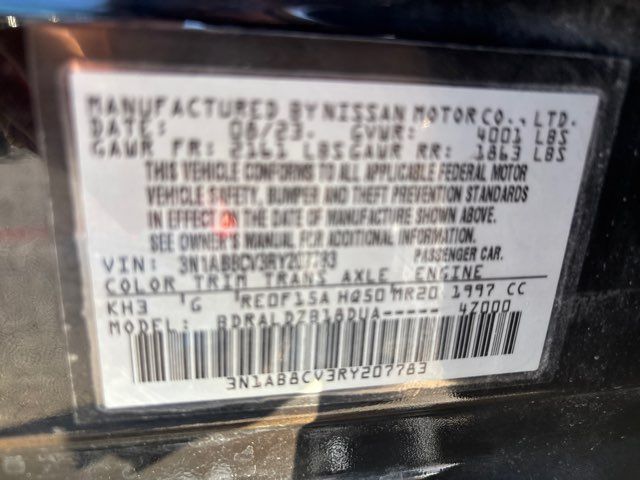 MANUFACTURED BY NISSAN MOTOR CO., LTD.
DATE: 06/23. GVWR: 4001 LBS
GAWR FR: 2161 LBS GAWR RR: 1863 LBS
THIS VEHICLE CONFORMS TO ALL APPLICABLE FEDERAL MOTOR
VEHICLE SAFETY, BUMPER AND THEFT PREVENTION STANDARDS
IN EFFECT ON THE DATE OF MANUFACTURE SHOWN ABOVE.
SEE OWNER'S MANUAL FOR ADDITIONAL INFORMATION.
VIN: 3N1AB8CV3RY207783 PASSENGER CAR.
COLOR TRIM TRANS AXLE ENGINE
KH3 G RE0F15A HQ50 MR20 1997 CC
MODEL: BDRALDZB18DUA----- 4Z000
3N1AB8CV3RY207783